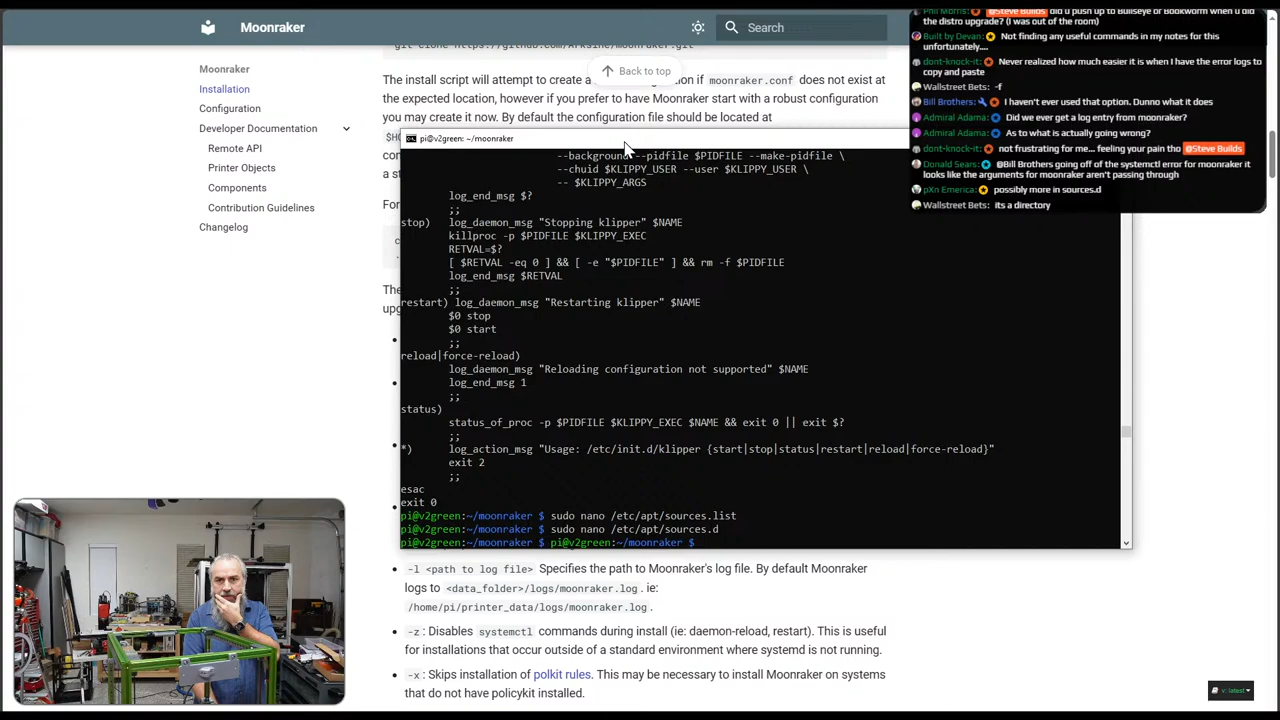 Moonraker
Search
git clone https://github.com/Arksine/moonraker.git
Back to top
Moonraker
Installation
Configuration
Developer Documentation
Remote API
Printer Objects
Components
Contribution Guidelines
Changelog
The install script will attempt to create a
ion if moonraker.conf does not exist at
the expected location, however if you prefer to have Moonraker start with a robust configuration
you may create it now. By default the configuration file should be located at
pi@v2green: ~/moonraker
--background --pidfile $PIDFILE --make-pidfile \
--chuid $KLIPPY_USER --user $KLIPPY_USER \
-- $KLIPPY_ARGS
log_end_msg $?
;;
stop) log_daemon_msg "Stopping klipper" $NAME
killproc -p $PIDFILE $KLIPPY_EXEC
RETVAL=$?
[ $RETVAL -eq 0 ] && [ -e "$PIDFILE" ] && rm -f $PIDFILE
log_end_msg $RETVAL
;;
restart) log_daemon_msg "Restarting klipper" $NAME
$0 stop
$0 start
;;
reload|force-reload)
log_daemon_msg "Reloading configuration not supported" $NAME
log_end_msg 1
;;
status)
status_of_proc -p $PIDFILE $KLIPPY_EXEC $NAME && exit 0 || exit $?
;;
*) log_action_msg "Usage: /etc/init.d/klipper {start|stop|status|restart|reload|force-reload}"
exit 2
;;
esac
exit 0
pi@v2green:~/moonraker $ sudo nano /etc/apt/sources.list
pi@v2green:~/moonraker $ sudo nano /etc/apt/sources.d
pi@v2green:~/moonraker $ pi@v2green:~/moonraker $
-l <path to log file> Specifies the path to Moonraker's log file. By default Moonraker
logs to <data_folder>/logs/moonraker.log . ie:
/home/pi/printer_data/logs/moonraker.log .
-z : Disables systemctl commands during install (ie: daemon-reload, restart). This is useful
for installations that occur outside of a standard environment where systemd is not running.
-x : Skips installation of polkit rules. This may be necessary to install Moonraker on systems
that do not have policykit installed.
Phil Morris: @Steve Builds did u push up to Bullseye or Bookworm when u did
the distro upgrade? (I was out of the room)
Built by Devan: Not finding any useful commands in my notes for this
unfortunately....
dont-knock-it: Never realized how much easier it is when I have the error logs to
copy and paste
Wallstreet Bets: -f
Bill Brothers: I haven't ever used that option. Dunno what it does
Admiral Adama: Did we ever get a log entry from moonraker?
Admiral Adama: As to what is actually going wrong?
dont-knock-it: not frustrating for me... feeling your pain tho @Steve Builds
Donald Sears: @Bill Brothers going off of the systemctl error for moonraker it
looks like the arguments for moonraker aren't passing through
pXn Emerica: possibly more in sources.d
Wallstreet Bets: its a directory
v: latest